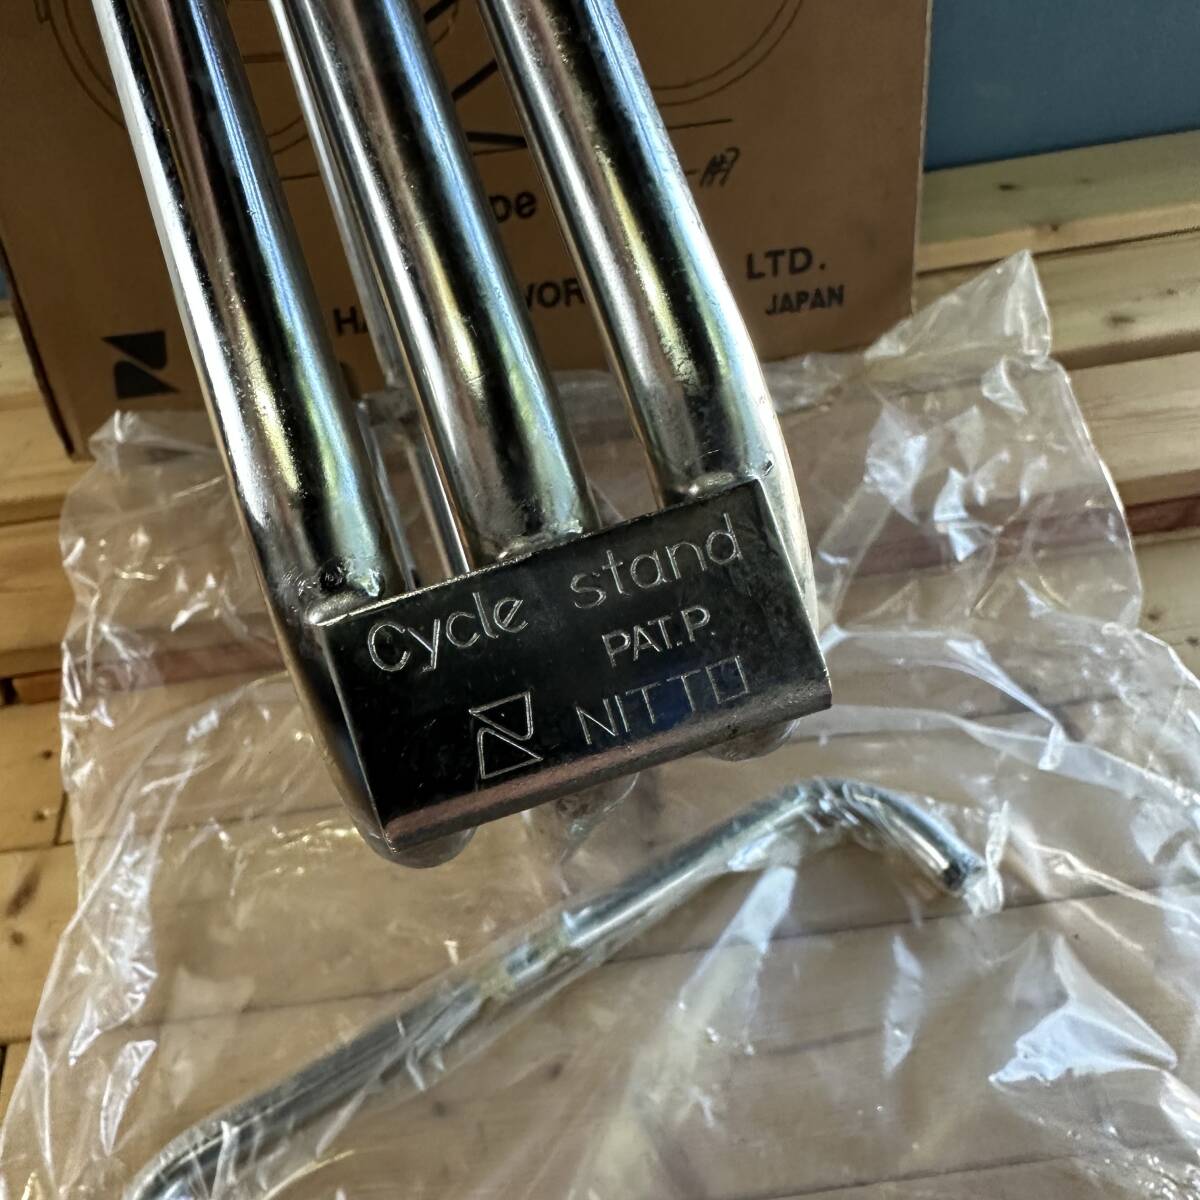 LTD.
JAPAN
Cycle stand
PAT.P.
NITTO